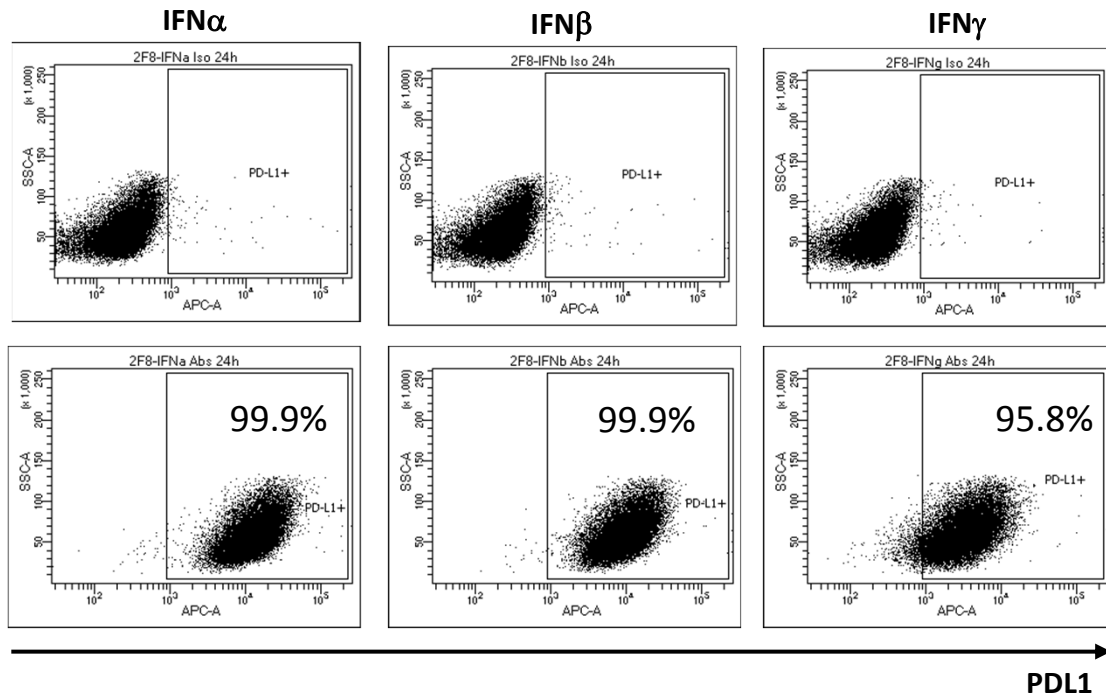 IFNα IFNβ IFNγ
2F8-IFNa Iso 24h
(x 1,000)
250
200
150
100
50
SSC-A
PD-L1+
10² 10³ 10⁴ 10⁵
APC-A
2F8-IFNb Iso 24h
(x 1,000)
250
200
150
100
50
SSC-A
PD-L1+
10² 10³ 10⁴ 10⁵
APC-A
2F8-IFNg Iso 24h
(x 1,000)
250
200
150
100
50
SSC-A
PD-L1+
10² 10³ 10⁴ 10⁵
APC-A
2F8-IFNa Abs 24h
(x 1,000)
250
200
150
100
50
SSC-A
99.9%
PD-L1+
10² 10³ 10⁴ 10⁵
APC-A
2F8-IFNb Abs 24h
(x 1,000)
250
200
150
100
50
SSC-A
99.9%
PD-L1+
10² 10³ 10⁴ 10⁵
APC-A
2F8-IFNg Abs 24h
(x 1,000)
250
200
150
100
50
SSC-A
95.8%
PD-L1+
10² 10³ 10⁴ 10⁵
APC-A
PDL1